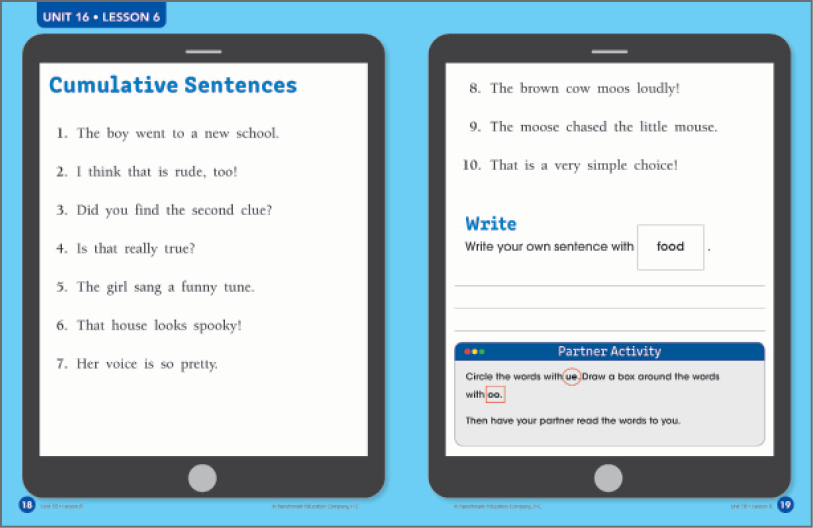 UNIT 16 • LESSON 6
Cumulative Sentences
1. The boy went to a new school.
2. I think that is rude, too!
3. Did you find the second clue?
4. Is that really true?
5. The girl sang a funny tune.
6. That house looks spooky!
7. Her voice is so pretty.
18 Unit 16 • Lesson 6
© Benchmark Education Company, LLC
8. The brown cow moos loudly!
9. The moose chased the little mouse.
10. That is a very simple choice!
Write
Write your own sentence with food .
Partner Activity
Circle the words with ue. Draw a box around the words
with oo.
Then have your partner read the words to you.
© Benchmark Education Company, LLC
Unit 16 • Lesson 6 19